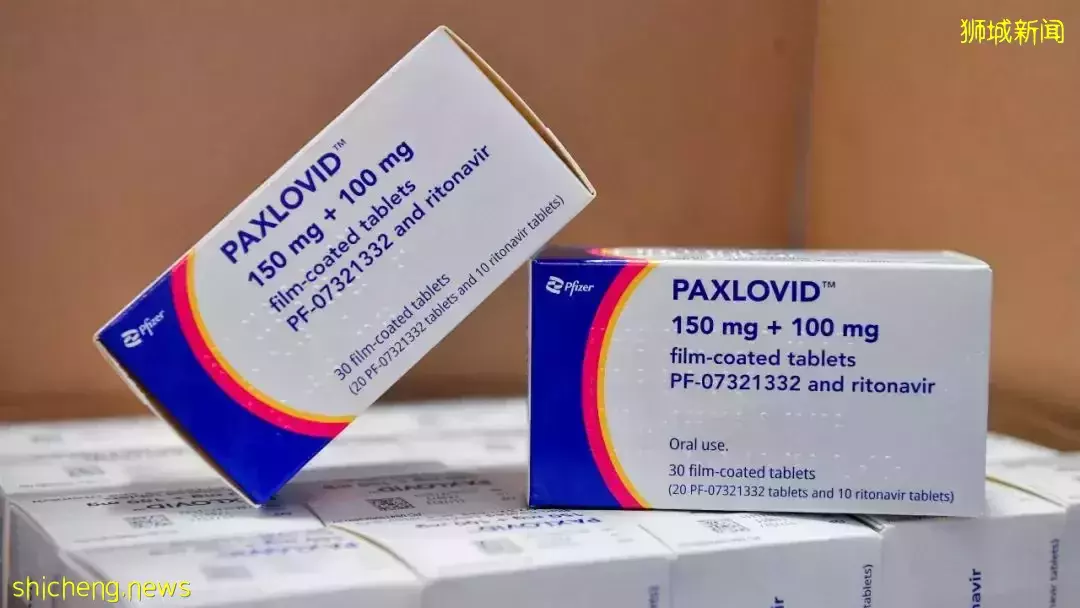 狮城新闻
PAXLOVID™
150 mg + 100 mg
film-coated tablets
PF-07321332 and ritonavir
30 film-coated tablets
(20 PF-07321332 tablets and 10 ritonavir tablets)
Pfizer
Pfizer
PAXLOVID™
150 mg + 100 mg
film-coated tablets
PF-07321332 and ritonavir
Oral use.
30 film-coated tablets
(20 PF-07321332 tablets and 10 ritonavir tablets)
PAXLOVID™
PAXLOVID™
PAXLOVID
shicheng.news